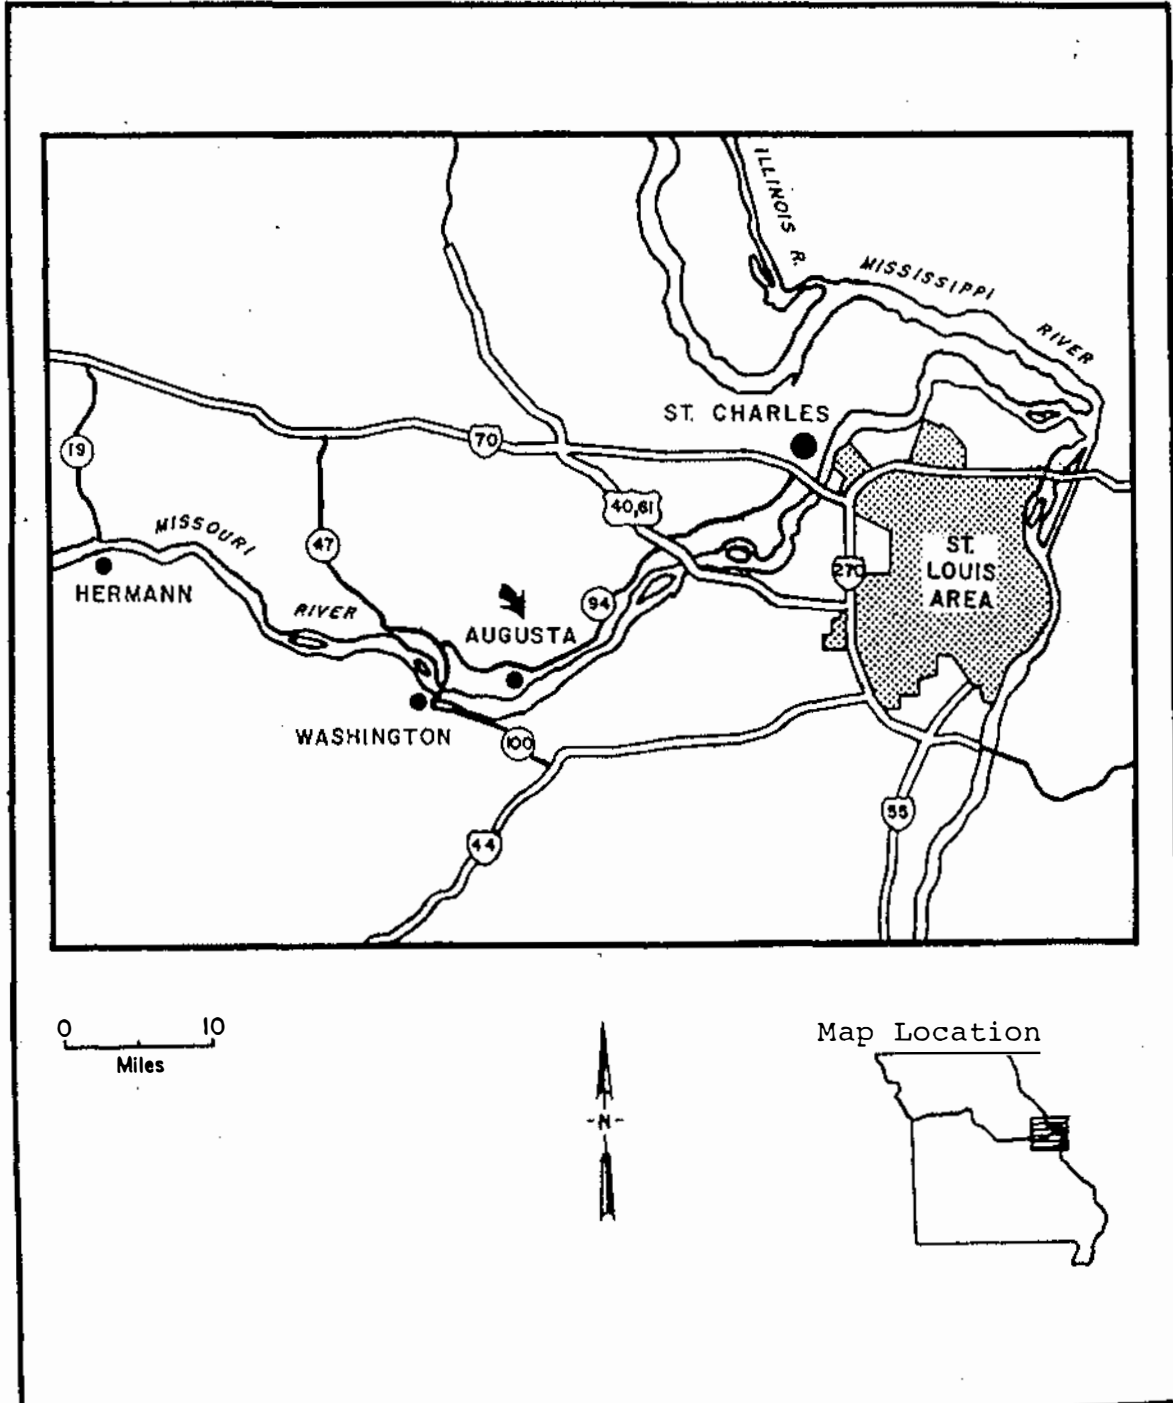 ILLINOIS R.
MISSISSIPPI
RIVER
ST. CHARLES
70
19
40,61
MISSOURI
47
ST.
LOUIS
AREA
270
HERMANN
RIVER
94
AUGUSTA
WASHINGTON
100
55
44
0 10
Miles
-N-
Map Location